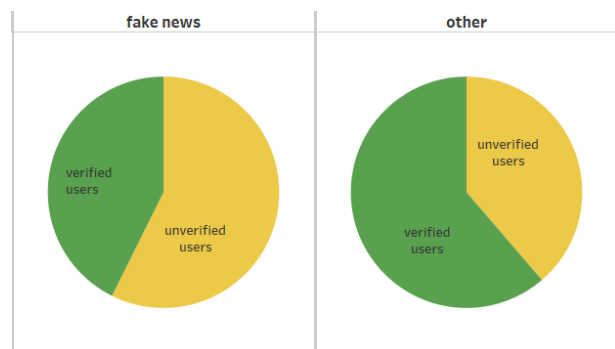 fake news
verified
users
unverified
users
other
unverified
users
verified
users